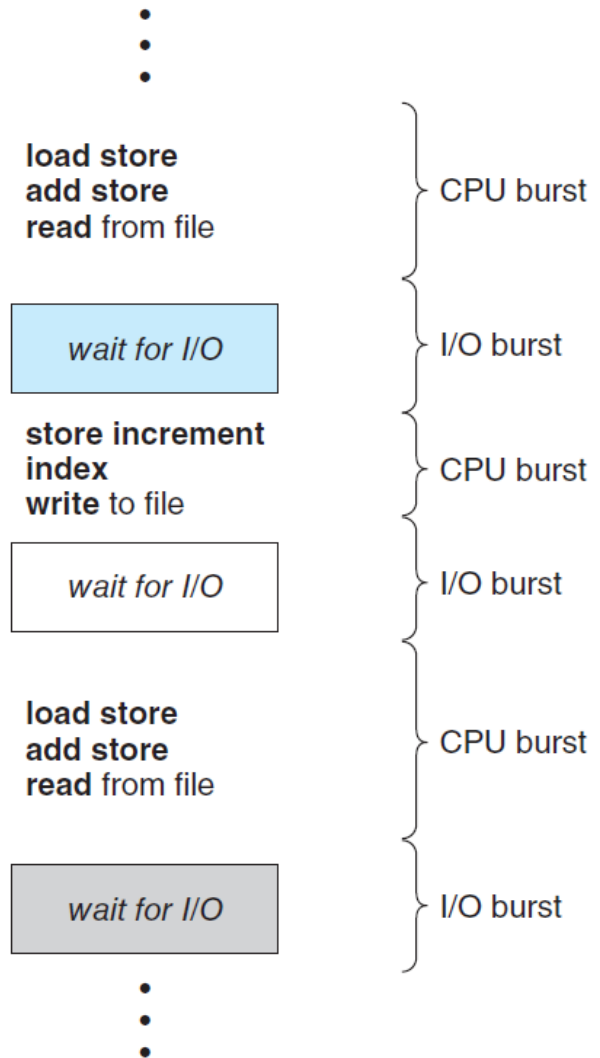 load store
add store
read from file
CPU burst
wait for I/O
I/O burst
store increment
index
write to file
CPU burst
wait for I/O
I/O burst
load store
add store
read from file
CPU burst
wait for I/O
I/O burst